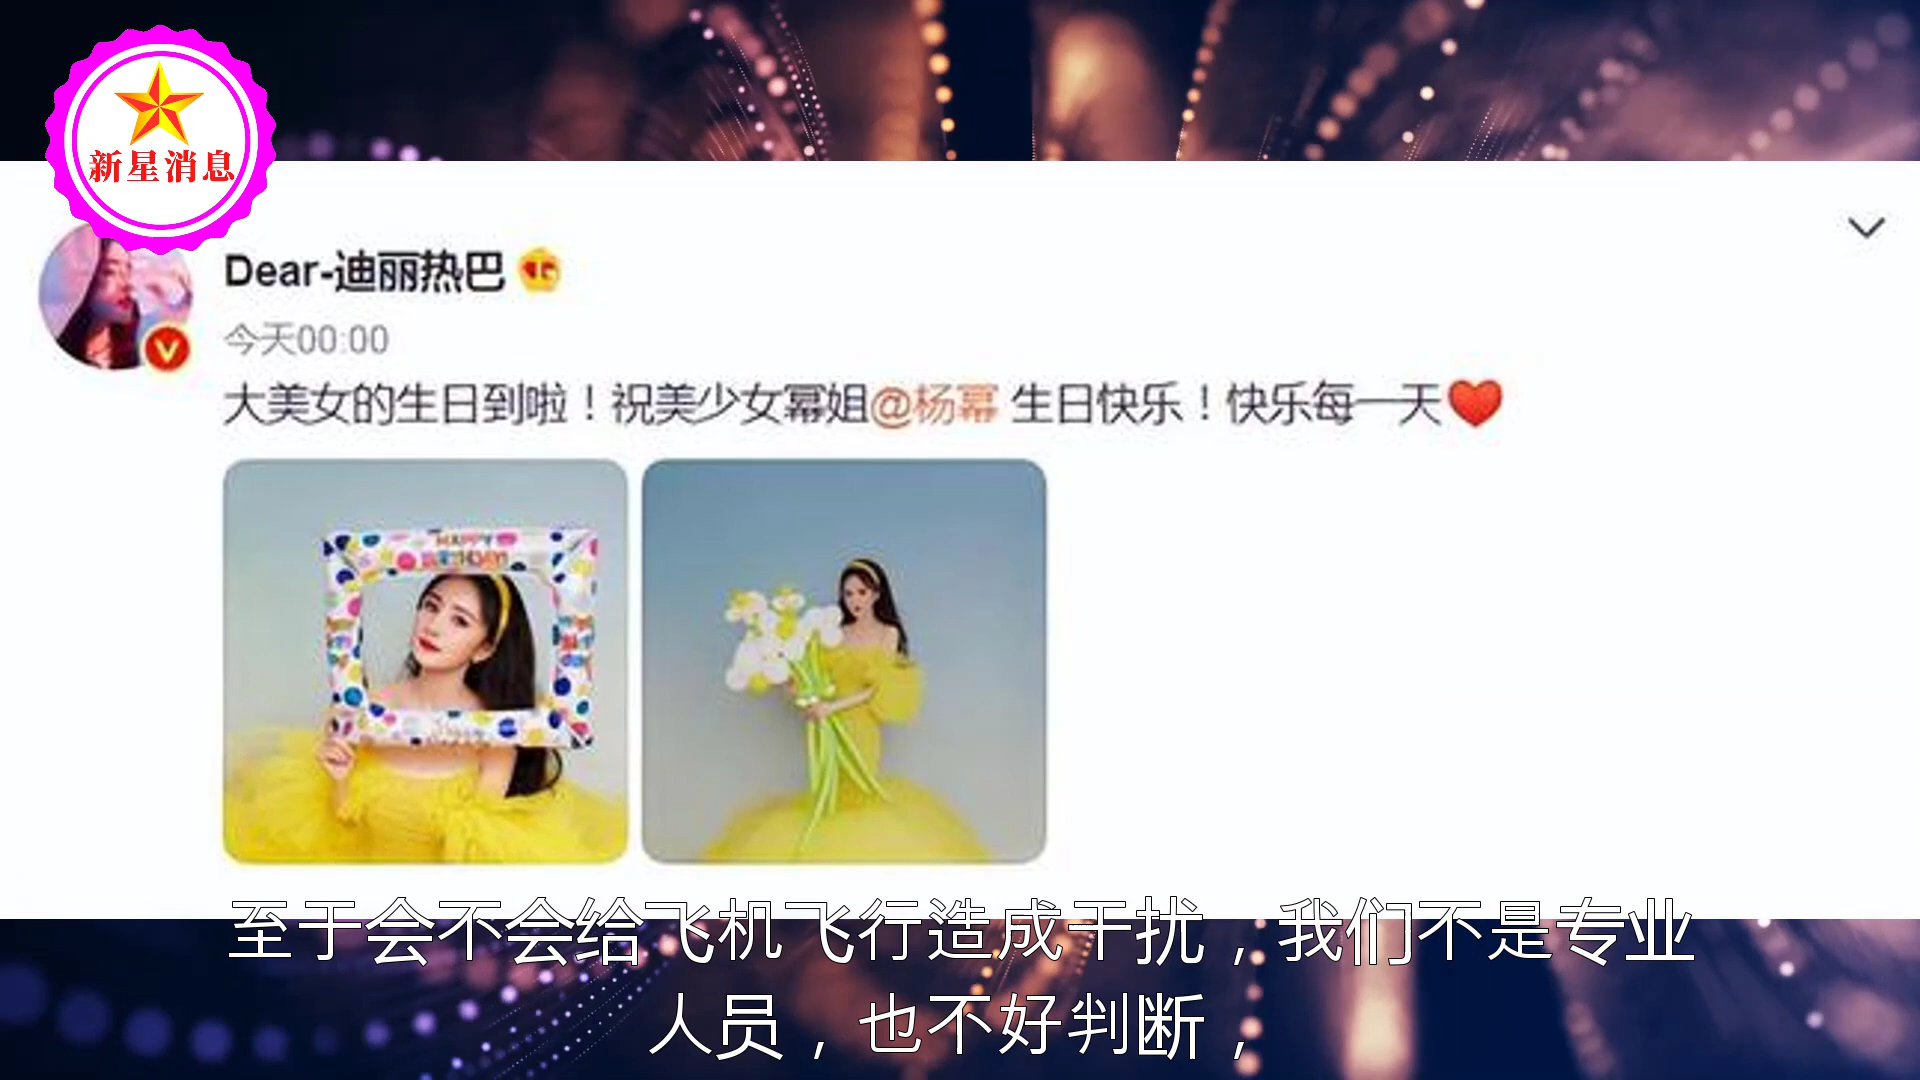 新星消息
Dear-迪丽热巴
今天00:00
大美女的生日到啦！祝美少女幂姐@杨幂 生日快乐！快乐每一天
HAPPY
BIRTHDAY
至于会不会给飞机飞行造成干扰，我们不是专业
人员，也不好判断，